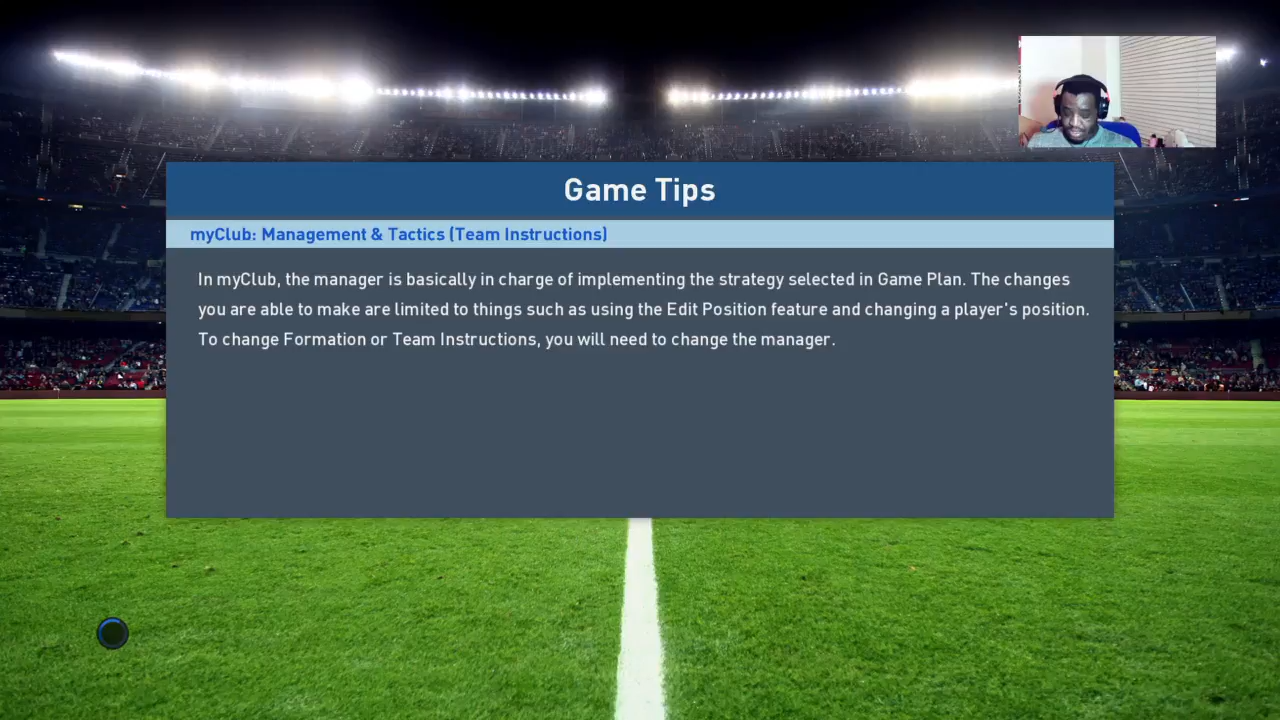 Game Tips
myClub: Management & Tactics (Team Instructions)
In myClub, the manager is basically in charge of implementing the strategy selected in Game Plan. The changes
you are able to make are limited to things such as using the Edit Position feature and changing a player's position.
To change Formation or Team Instructions, you will need to change the manager.